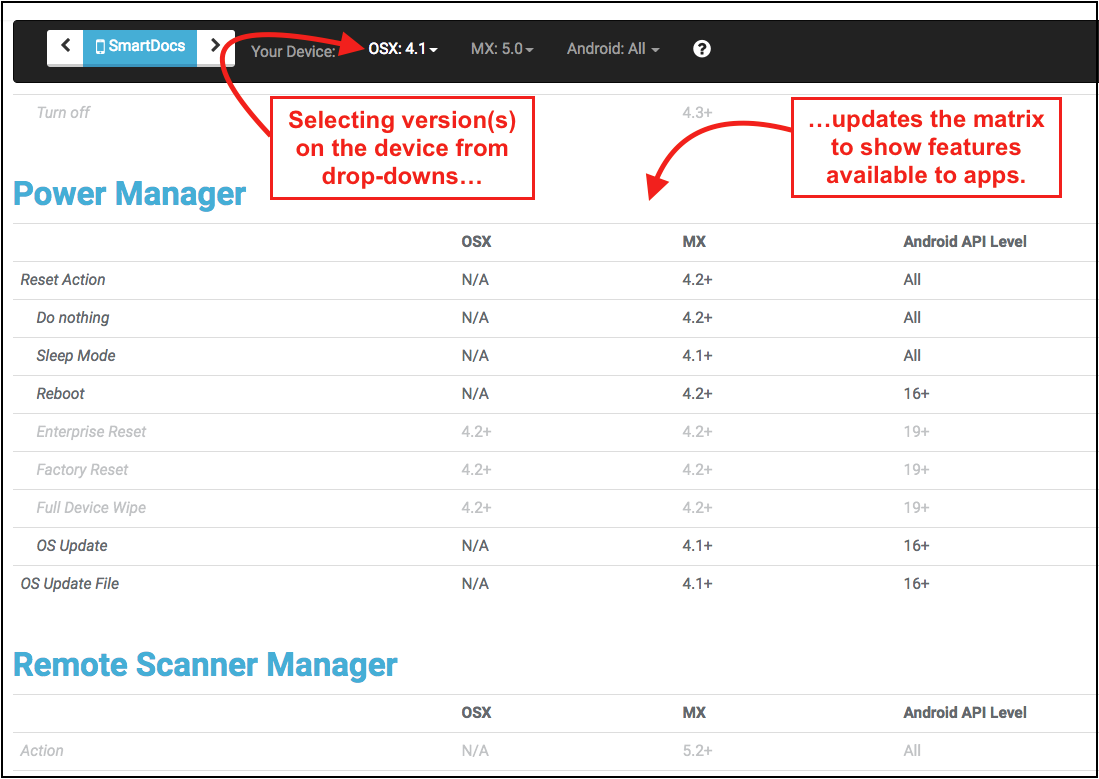 SmartDocs
Your Device: OSX: 4.1 MX: 5.0 Android: All ?
Turn off 4.3+
Selecting version(s)
on the device from
drop-downs…
…updates the matrix
to show features
available to apps.
Power Manager
OSX MX Android API Level
Reset Action N/A 4.2+ All
Do nothing N/A 4.2+ All
Sleep Mode N/A 4.1+ All
Reboot N/A 4.2+ 16+
Enterprise Reset 4.2+ 4.2+ 19+
Factory Reset 4.2+ 4.2+ 19+
Full Device Wipe 4.2+ 4.2+ 19+
OS Update N/A 4.1+ 16+
OS Update File N/A 4.1+ 16+
Remote Scanner Manager
OSX MX Android API Level
Action N/A 5.2+ All